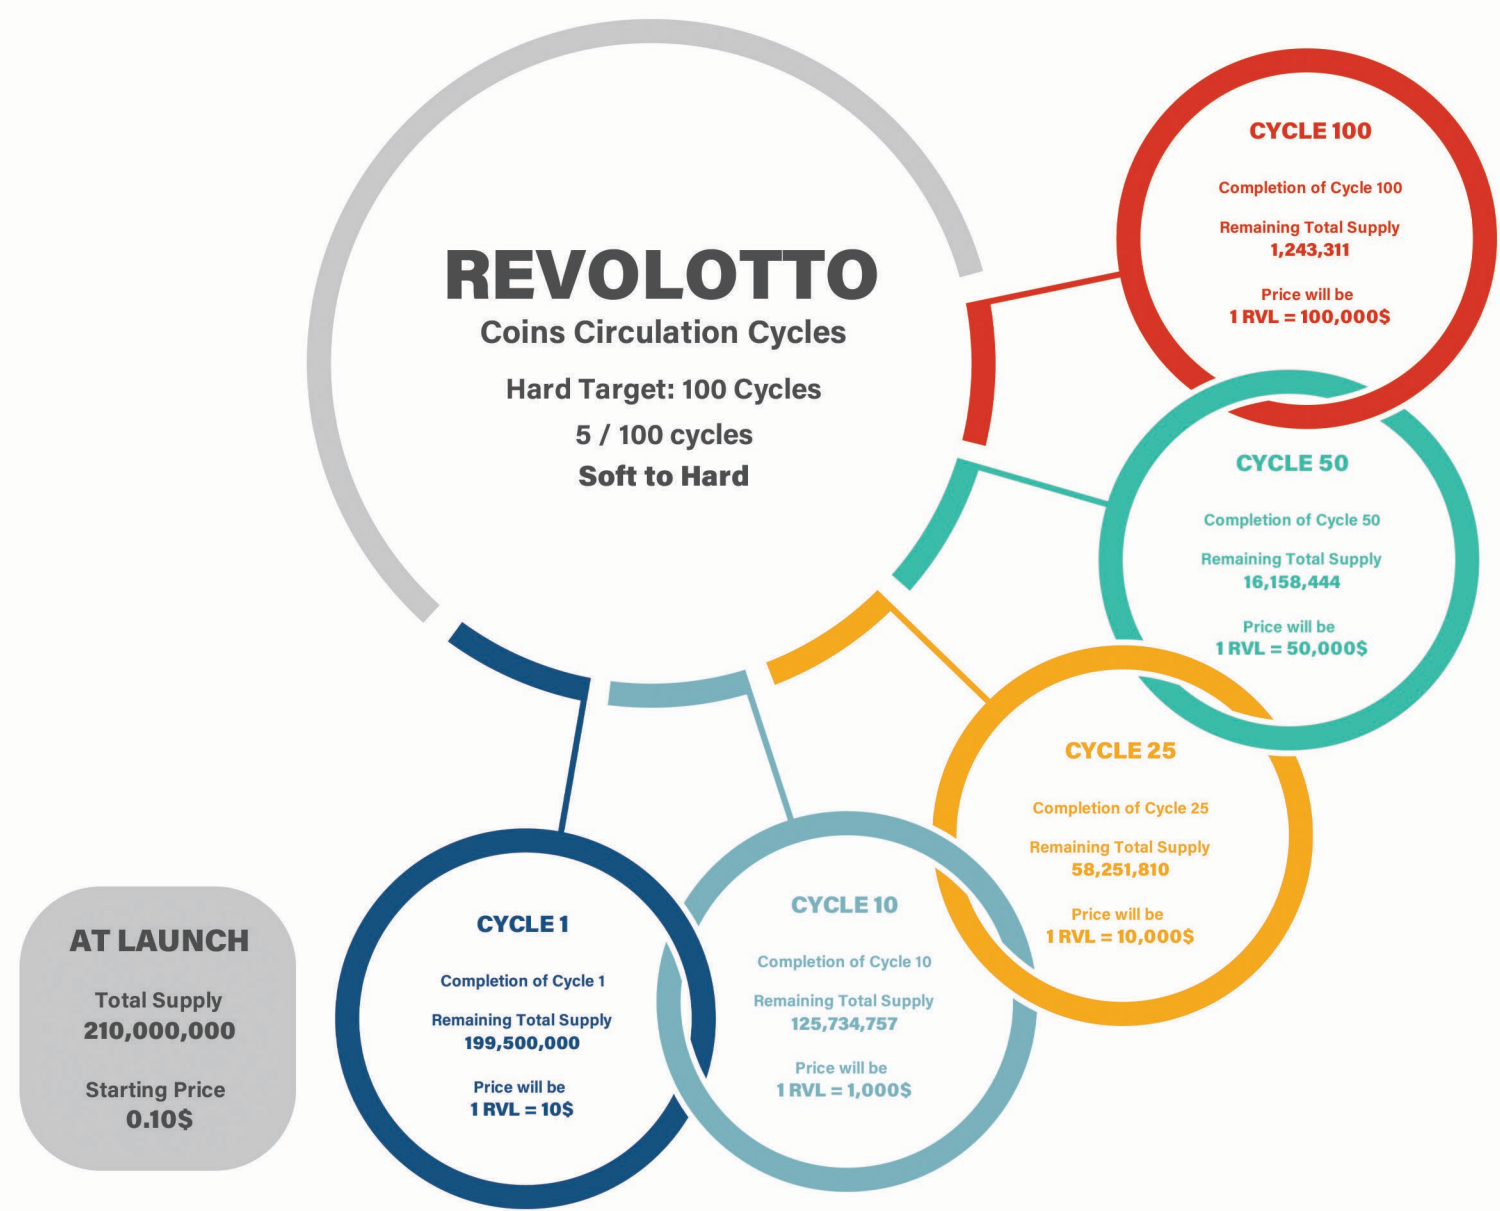 REVOLOTTO
Coins Circulation Cycles
Hard Target: 100 Cycles
5 / 100 cycles
Soft to Hard
AT LAUNCH
Total Supply
210,000,000
Starting Price
0.10$
CYCLE 1
Completion of Cycle 1
Remaining Total Supply
199,500,000
Price will be
1 RVL = 10$
CYCLE 10
Completion of Cycle 10
Remaining Total Supply
125,734,757
Price will be
1 RVL = 1,000$
CYCLE 25
Completion of Cycle 25
Remaining Total Supply
58,251,810
Price will be
1 RVL = 10,000$
CYCLE 50
Completion of Cycle 50
Remaining Total Supply
16,158,444
Price will be
1 RVL = 50,000$
CYCLE 100
Completion of Cycle 100
Remaining Total Supply
1,243,311
Price will be
1 RVL = 100,000$